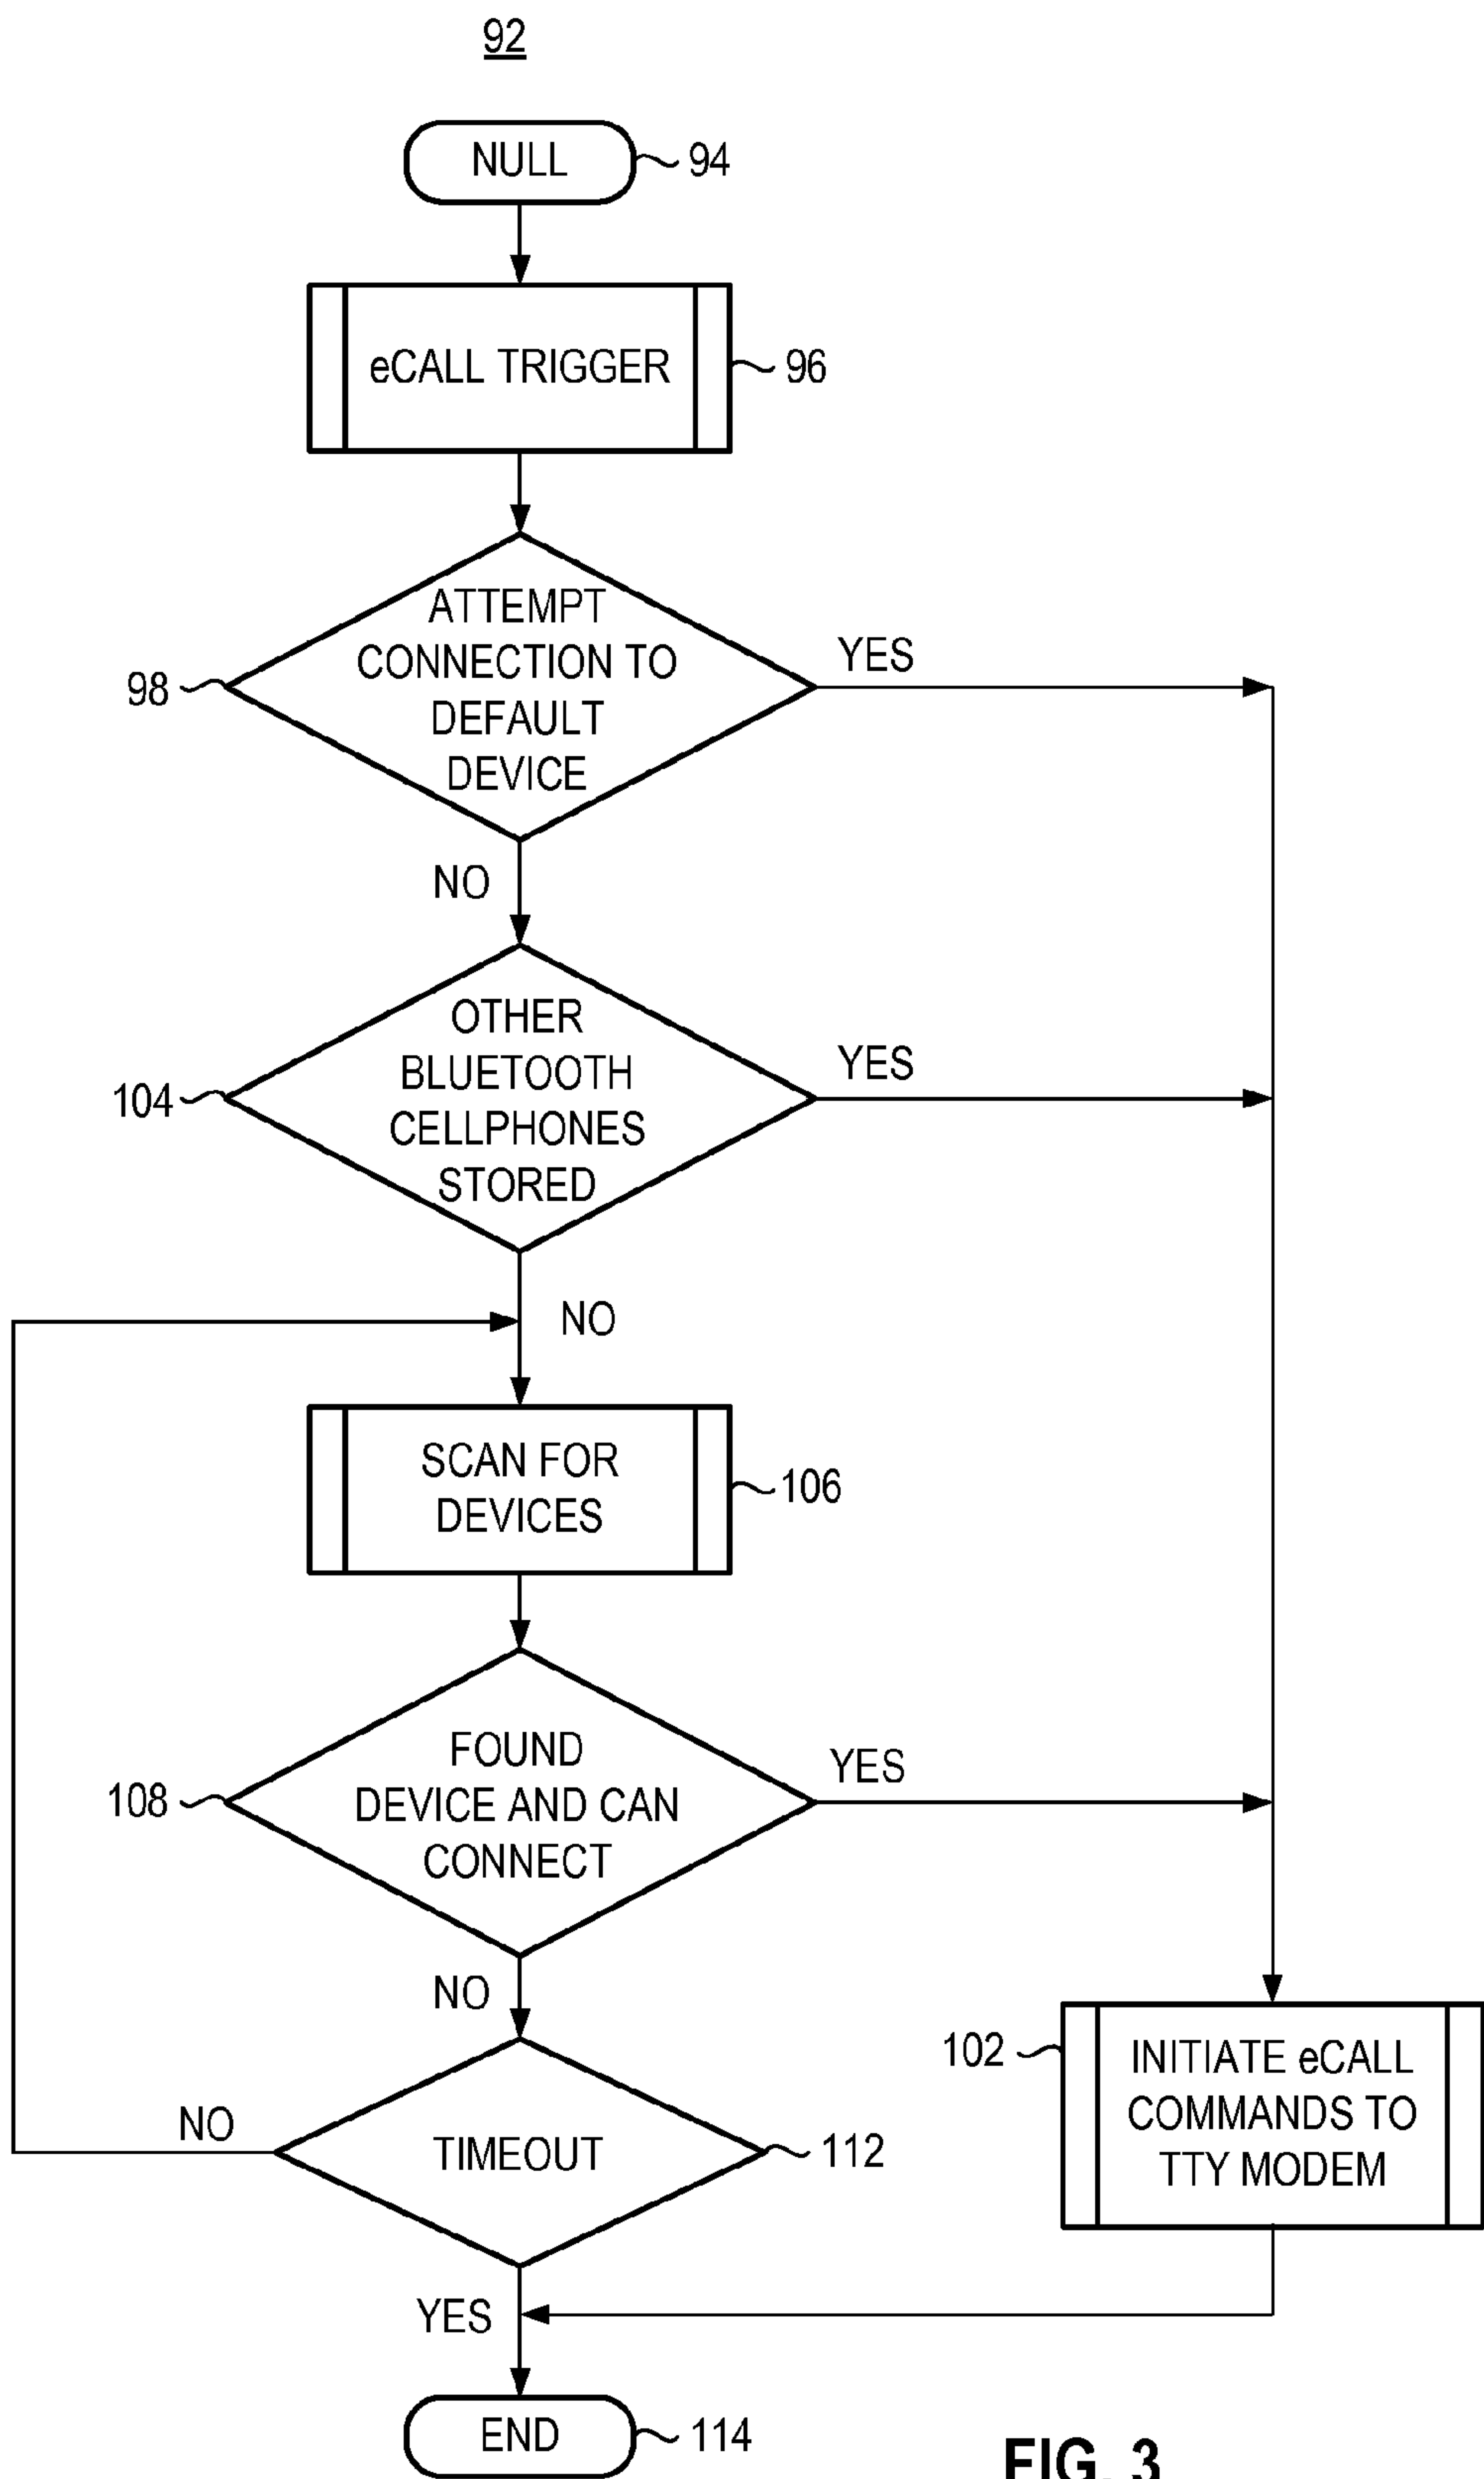 92
NULL
94
eCALL TRIGGER
96
ATTEMPT
CONNECTION TO
DEFAULT
DEVICE
98
YES
NO
OTHER
BLUETOOTH
CELLPHONES
STORED
104
YES
NO
SCAN FOR
DEVICES
106
FOUND
DEVICE AND CAN
CONNECT
108
YES
NO
TIMEOUT
112
NO
102
INITIATE eCALL
COMMANDS TO
TTY MODEM
YES
END
114
FIG. 3